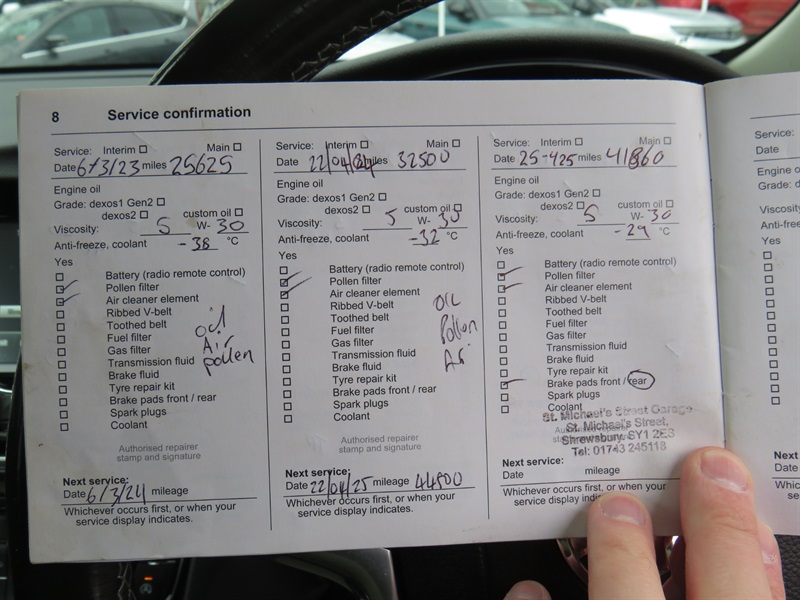 8 Service confirmation
Service: Interim Main
Date 6/3/23 miles 25625
Engine oil
Grade: dexos1 Gen2
dexos2 custom oil
Viscosity: 5 W- 30
Anti-freeze, coolant -38 °C
Yes
Battery (radio remote control)
Pollen filter
Air cleaner element
Ribbed V-belt
Toothed belt
Fuel filter
Gas filter
Transmission fluid
Brake fluid
Tyre repair kit
Brake pads front / rear
Spark plugs
Coolant
oil
Air
pollen
Authorised repairer
stamp and signature
Next service:
Date 6/3/24 mileage
Whichever occurs first, or when your
service display indicates.
Service: Interim Main
Date 22/04/24 miles 32500
Engine oil
Grade: dexos1 Gen2
dexos2 custom oil
Viscosity: 5 W- 30
Anti-freeze, coolant -32 °C
Yes
Battery (radio remote control)
Pollen filter
Air cleaner element
Ribbed V-belt
Toothed belt
Fuel filter
Gas filter
Transmission fluid
Brake fluid
Tyre repair kit
Brake pads front / rear
Spark plugs
Coolant
oil
Pollen
Authorised repairer
stamp and signature
Next service:
Date 22/04/25 mileage 44500
Whichever occurs first, or when your
service display indicates.
Service: Interim Main
Date 25-425 miles 41860
Engine oil
Grade: dexos1 Gen2
dexos2 custom oil
Viscosity: 5 W- 30
Anti-freeze, coolant -29 °C
Yes
Battery (radio remote control)
Pollen filter
Air cleaner element
Ribbed V-belt
Toothed belt
Fuel filter
Gas filter
Transmission fluid
Brake fluid
Tyre repair kit
Brake pads front / rear
Spark plugs
Coolant
St. Michael's Street Garage
St. Michael's Street,
Shrewsbury. SY1 2ES
Tel: 01743 245118
Next service:
Date mileage
Whichever occurs first, or when your
service display indicates.
Service:
Date
Engine o
Grade: d
Viscosity
Anti-free
Yes
Next
Date
Whic